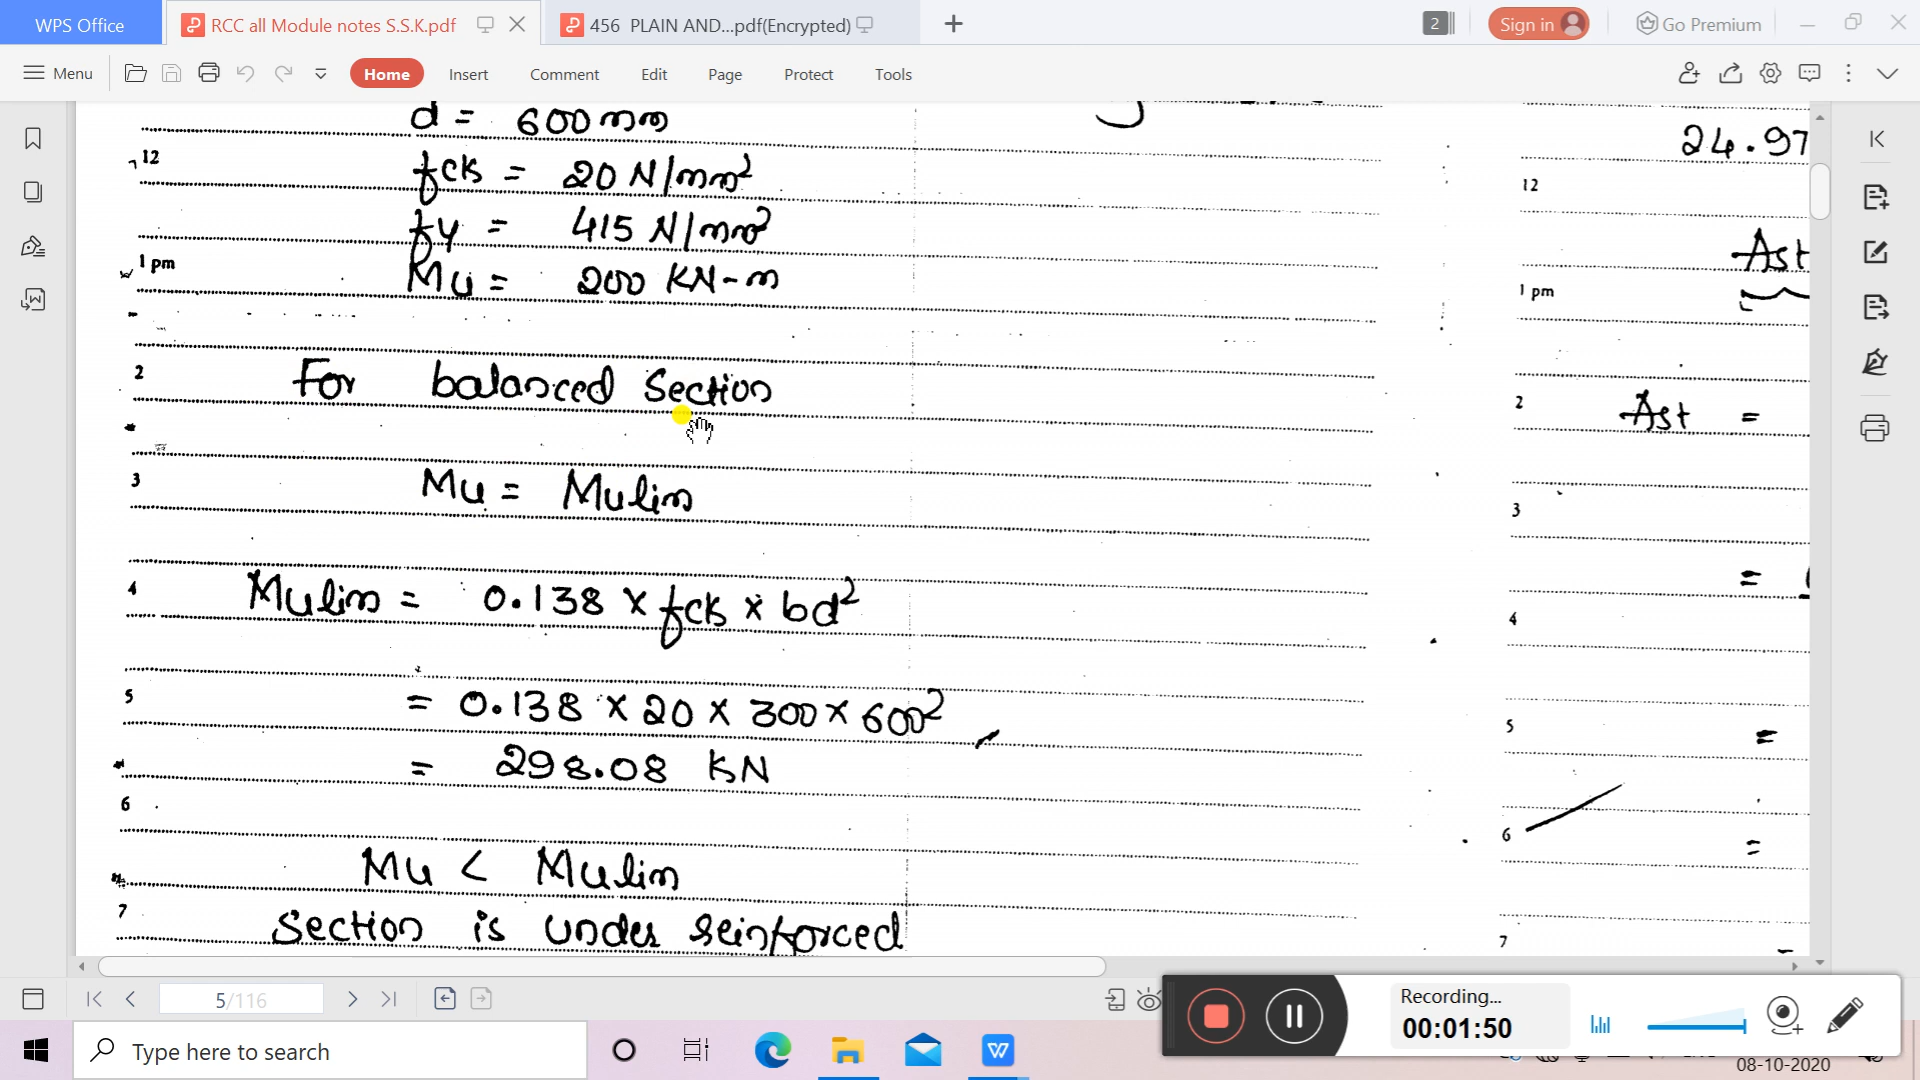 WPS Office
RCC all Module notes S.S.K.pdf
456 PLAIN AND...pdf(Encrypted)
2
Sign in
Go Premium
Menu
Home
Insert
Comment
Edit
Page
Protect
Tools
d = 600mm
12
fck = 20 N/mm²
fy = 415 N/mm²
1 pm
Mu = 200 KN-m
2
For balanced Section
3
Mu = Mulim
4
Mulim = 0.138 x fck x bd²
5
= 0.138 x 20 x 300 x 600²
= 298.08 KN
6
Mu < Mulim
7
Section is under reinforced
24.97
12
Ast
1 pm
2
Ast =
3
=
4
5
=
6
=
7
5/116
Recording...
00:01:50
Type here to search
08-10-2020